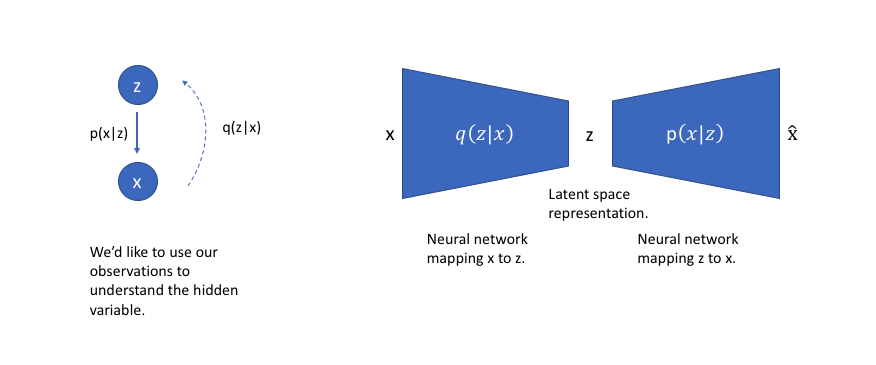 z
p(x|z)
q(z|x)
x
We'd like to use our
observations to
understand the hidden
variable.
x
q(z|x)
z
p(x|z)
x̂
Latent space
representation.
Neural network
mapping x to z.
Neural network
mapping z to x.